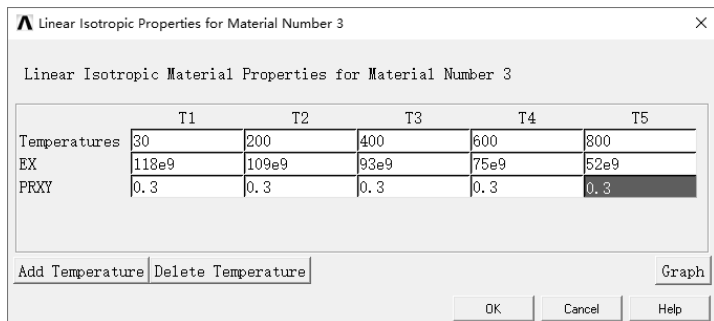 Linear Isotropic Properties for Material Number 3
Linear Isotropic Material Properties for Material Number 3
T1 T2 T3 T4 T5
Temperatures 30 200 400 600 800
EX 118e9 109e9 93e9 75e9 52e9
PRXY 0.3 0.3 0.3 0.3 0.3
Add Temperature Delete Temperature Graph
OK Cancel Help